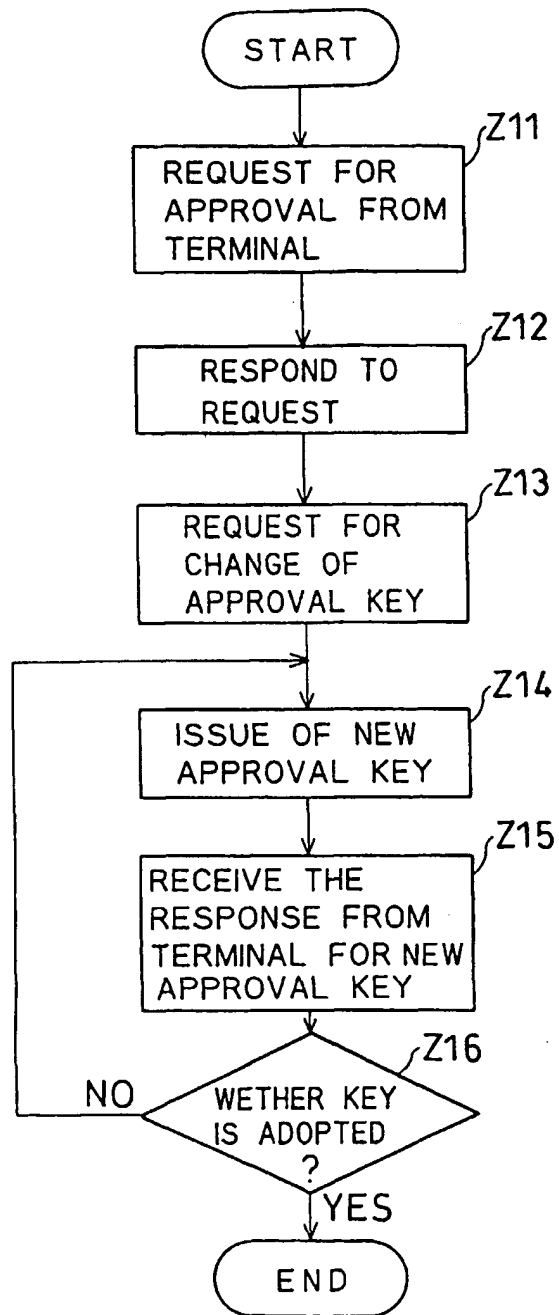 START
Z11
REQUEST FOR
APPROVAL FROM
TERMINAL
Z12
RESPOND TO
REQUEST
Z13
REQUEST FOR
CHANGE OF
APPROVAL KEY
Z14
ISSUE OF NEW
APPROVAL KEY
Z15
RECEIVE THE
RESPONSE FROM
TERMINAL FOR NEW
APPROVAL KEY
Z16
NO
WETHER KEY
IS ADOPTED
?
YES
END